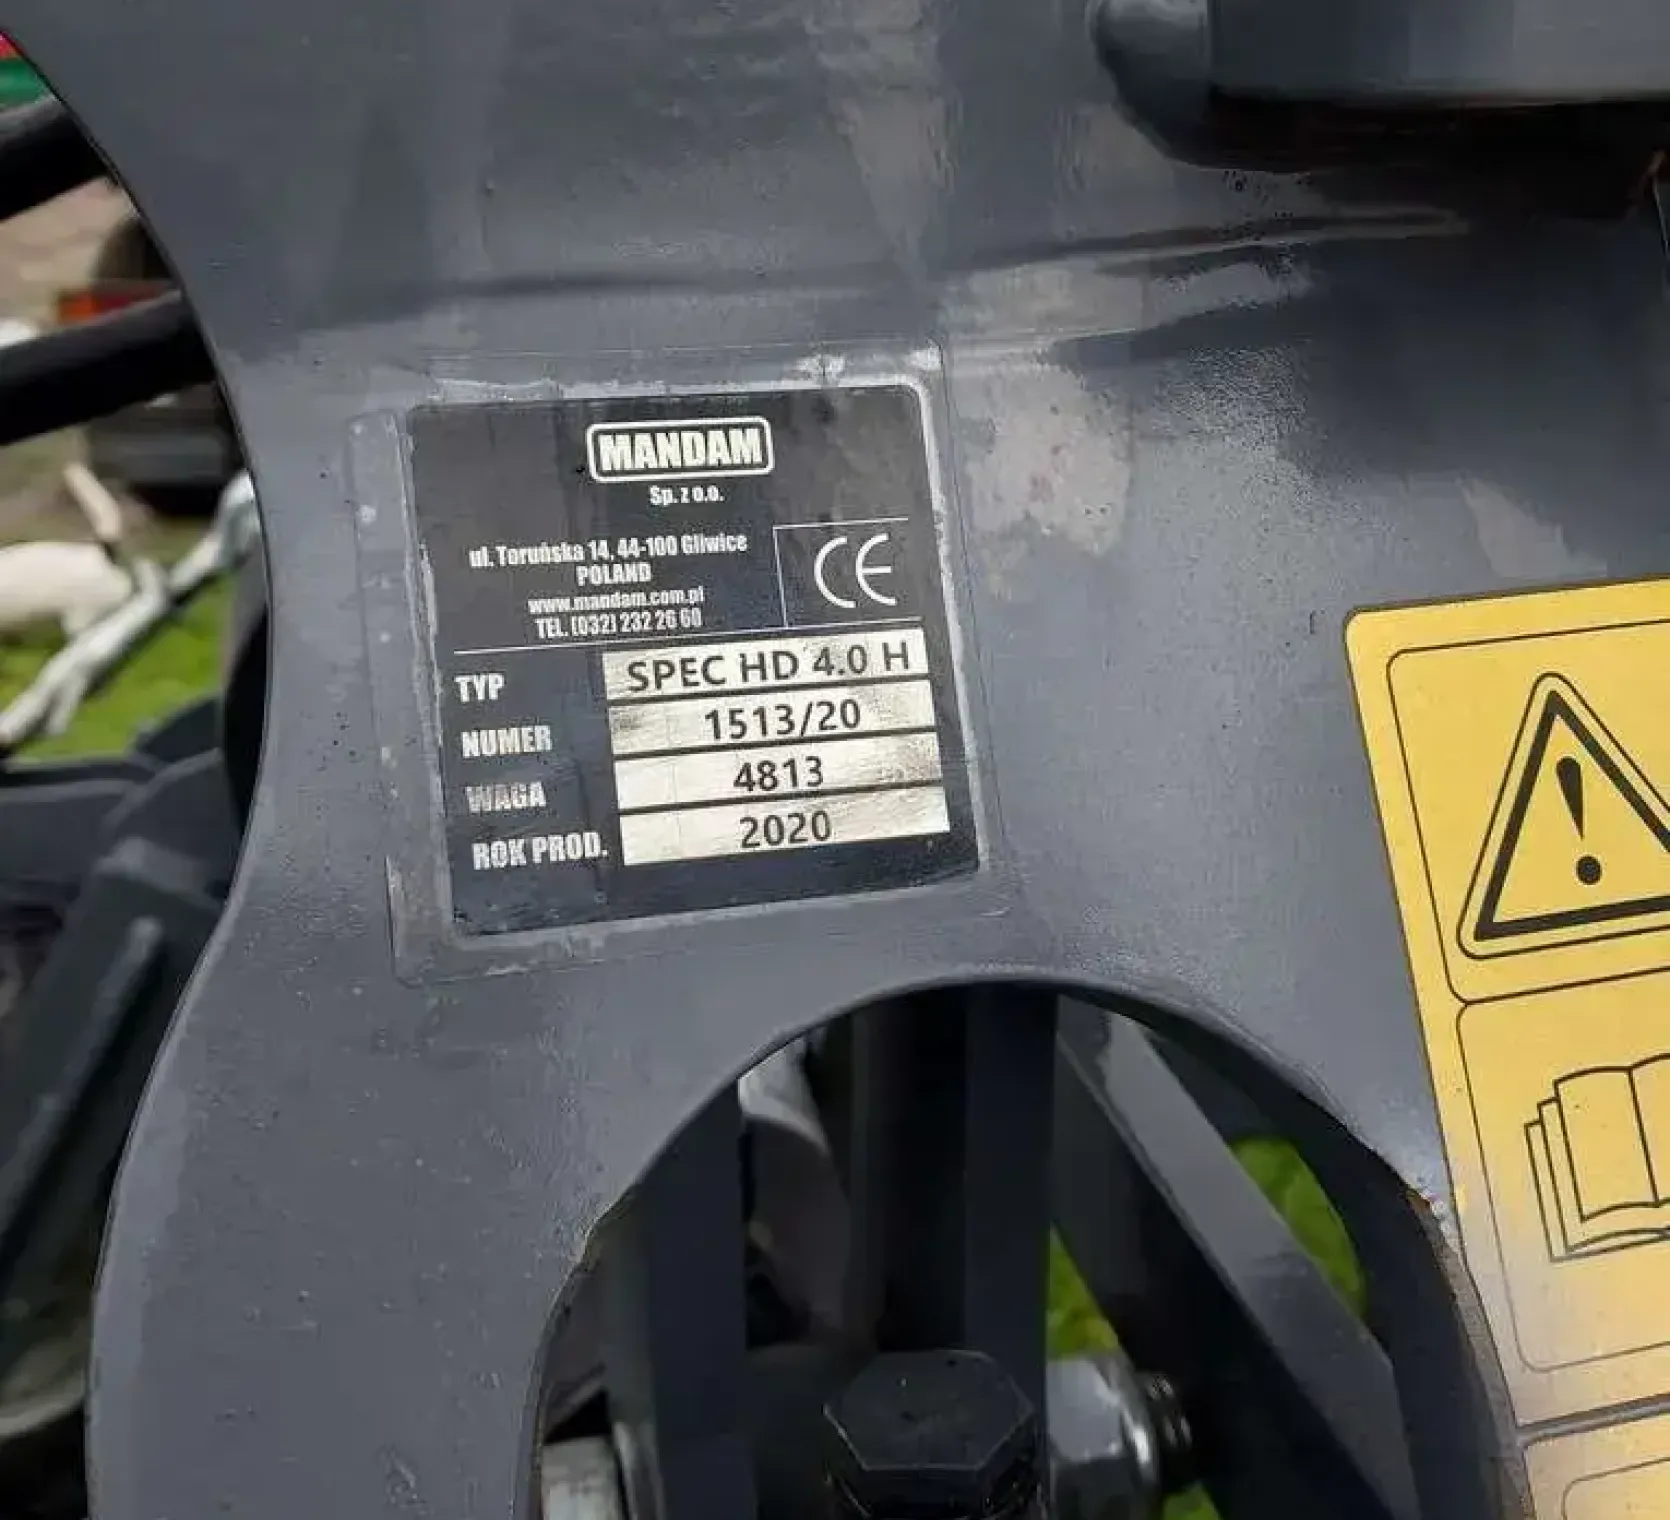 MANDAM
Sp. z o.o.
ul. Toruńska 14, 44-100 Gliwice
POLAND
www.mandam.com.pl
TEL. (032) 232 26 60
CE
TYP SPEC HD 4.0 H
NUMER 1513/20
WAGA 4813
ROK PROD. 2020